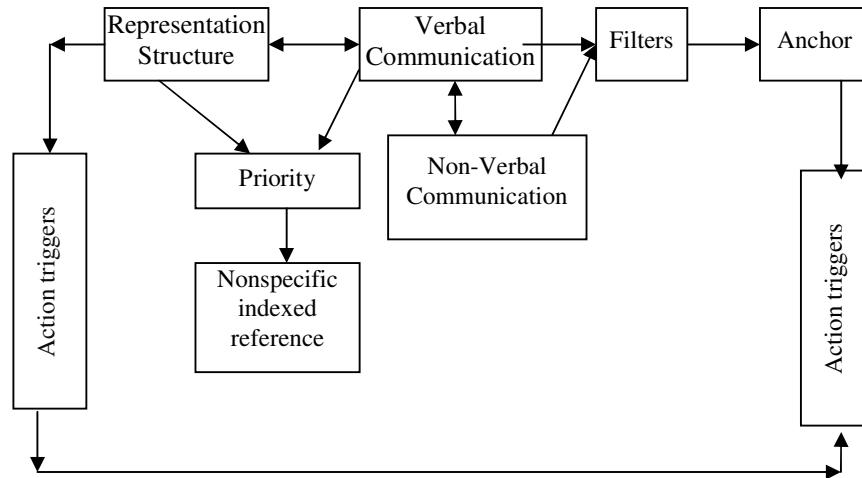 Representation
Structure
Verbal
Communication
Filters
Anchor
Priority
Non-Verbal
Communication
Action triggers
Nonspecific
indexed
reference
Action triggers